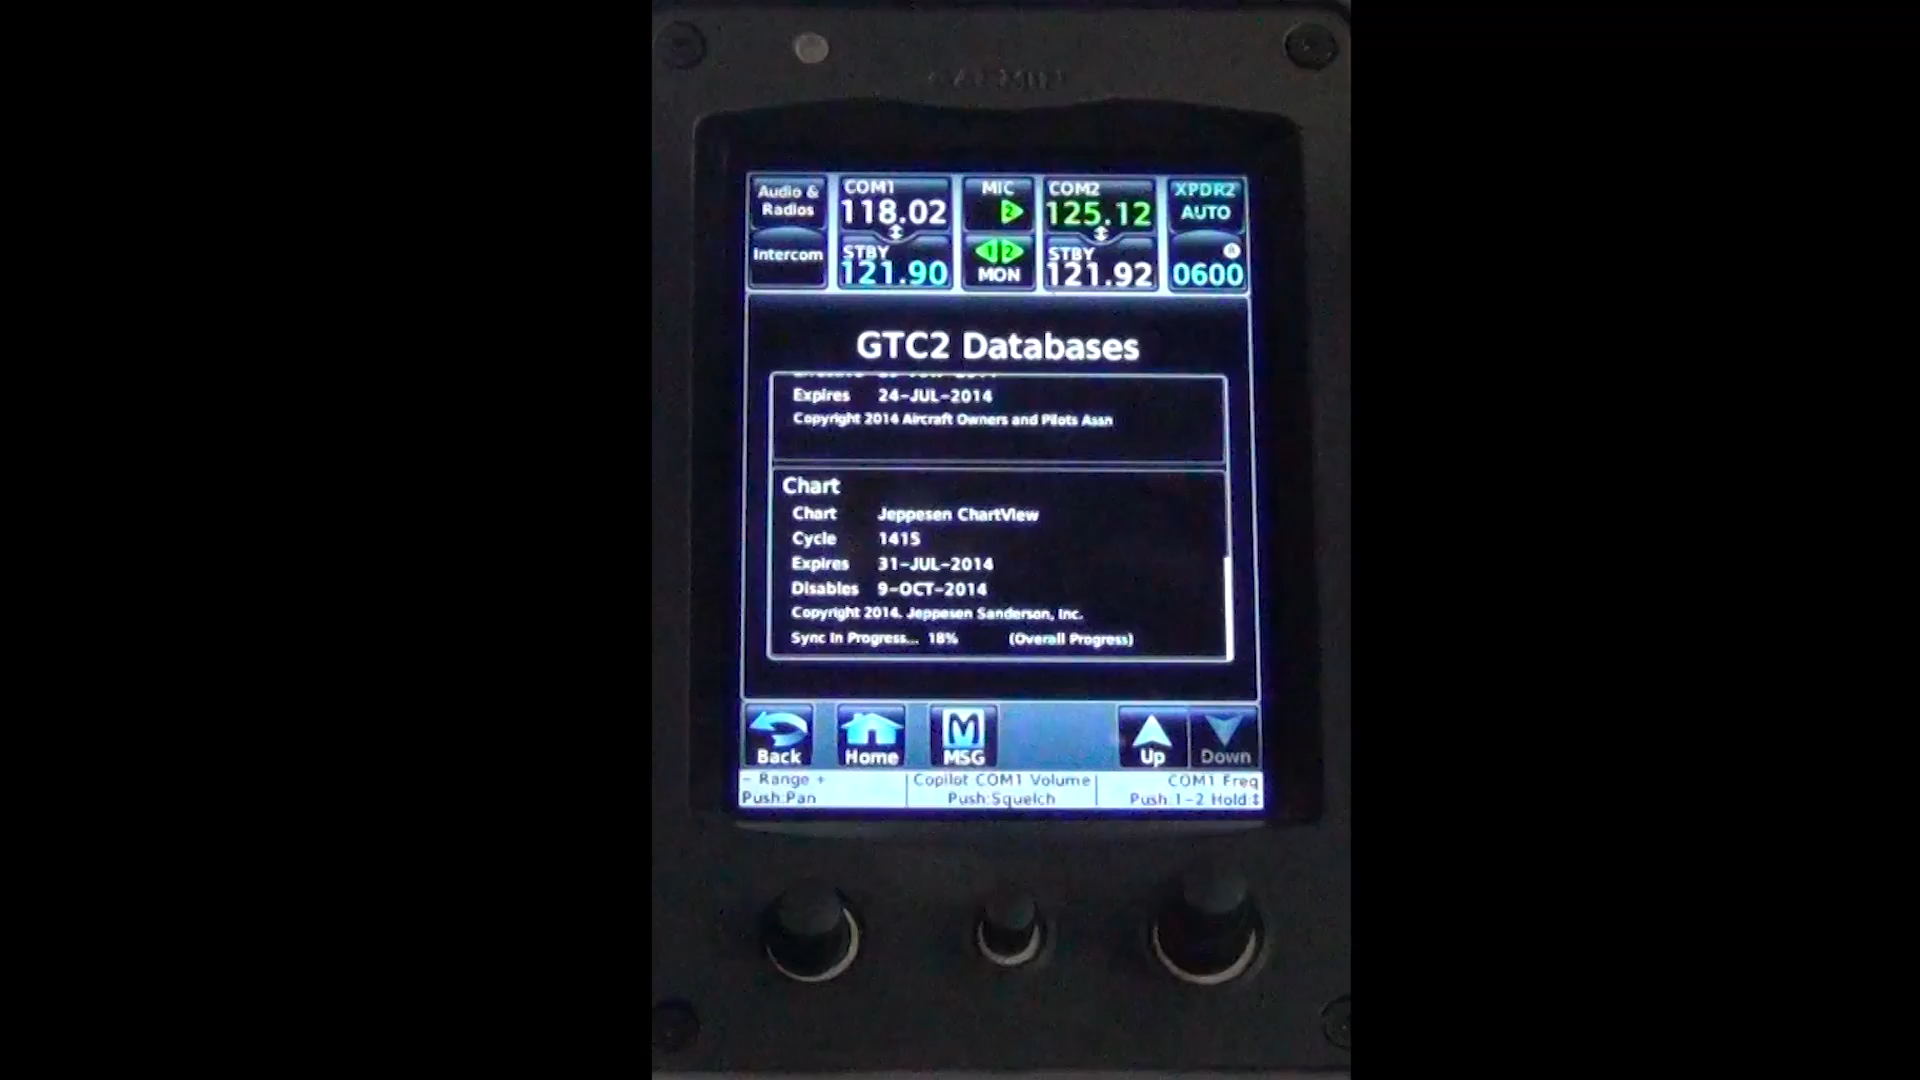 GARMIN
Audio & Radios
COM1
118.02
MIC
2
COM2
125.12
XPDR2
AUTO
Intercom
STBY
121.90
1 2
MON
STBY
121.92
R
0600
GTC2 Databases
Expires 24-JUL-2014
Copyright 2014 Aircraft Owners and Pilots Assn
Chart
Chart Jeppesen ChartView
Cycle 1415
Expires 31-JUL-2014
Disables 9-OCT-2014
Copyright 2014. Jeppesen Sanderson, Inc.
Sync In Progress... 18% (Overall Progress)
Back
Home
MSG
Up
Down
- Range +
Push:Pan
Copilot COM1 Volume
Push:Squelch
COM1 Freq
Push:1-2 Hold:↕